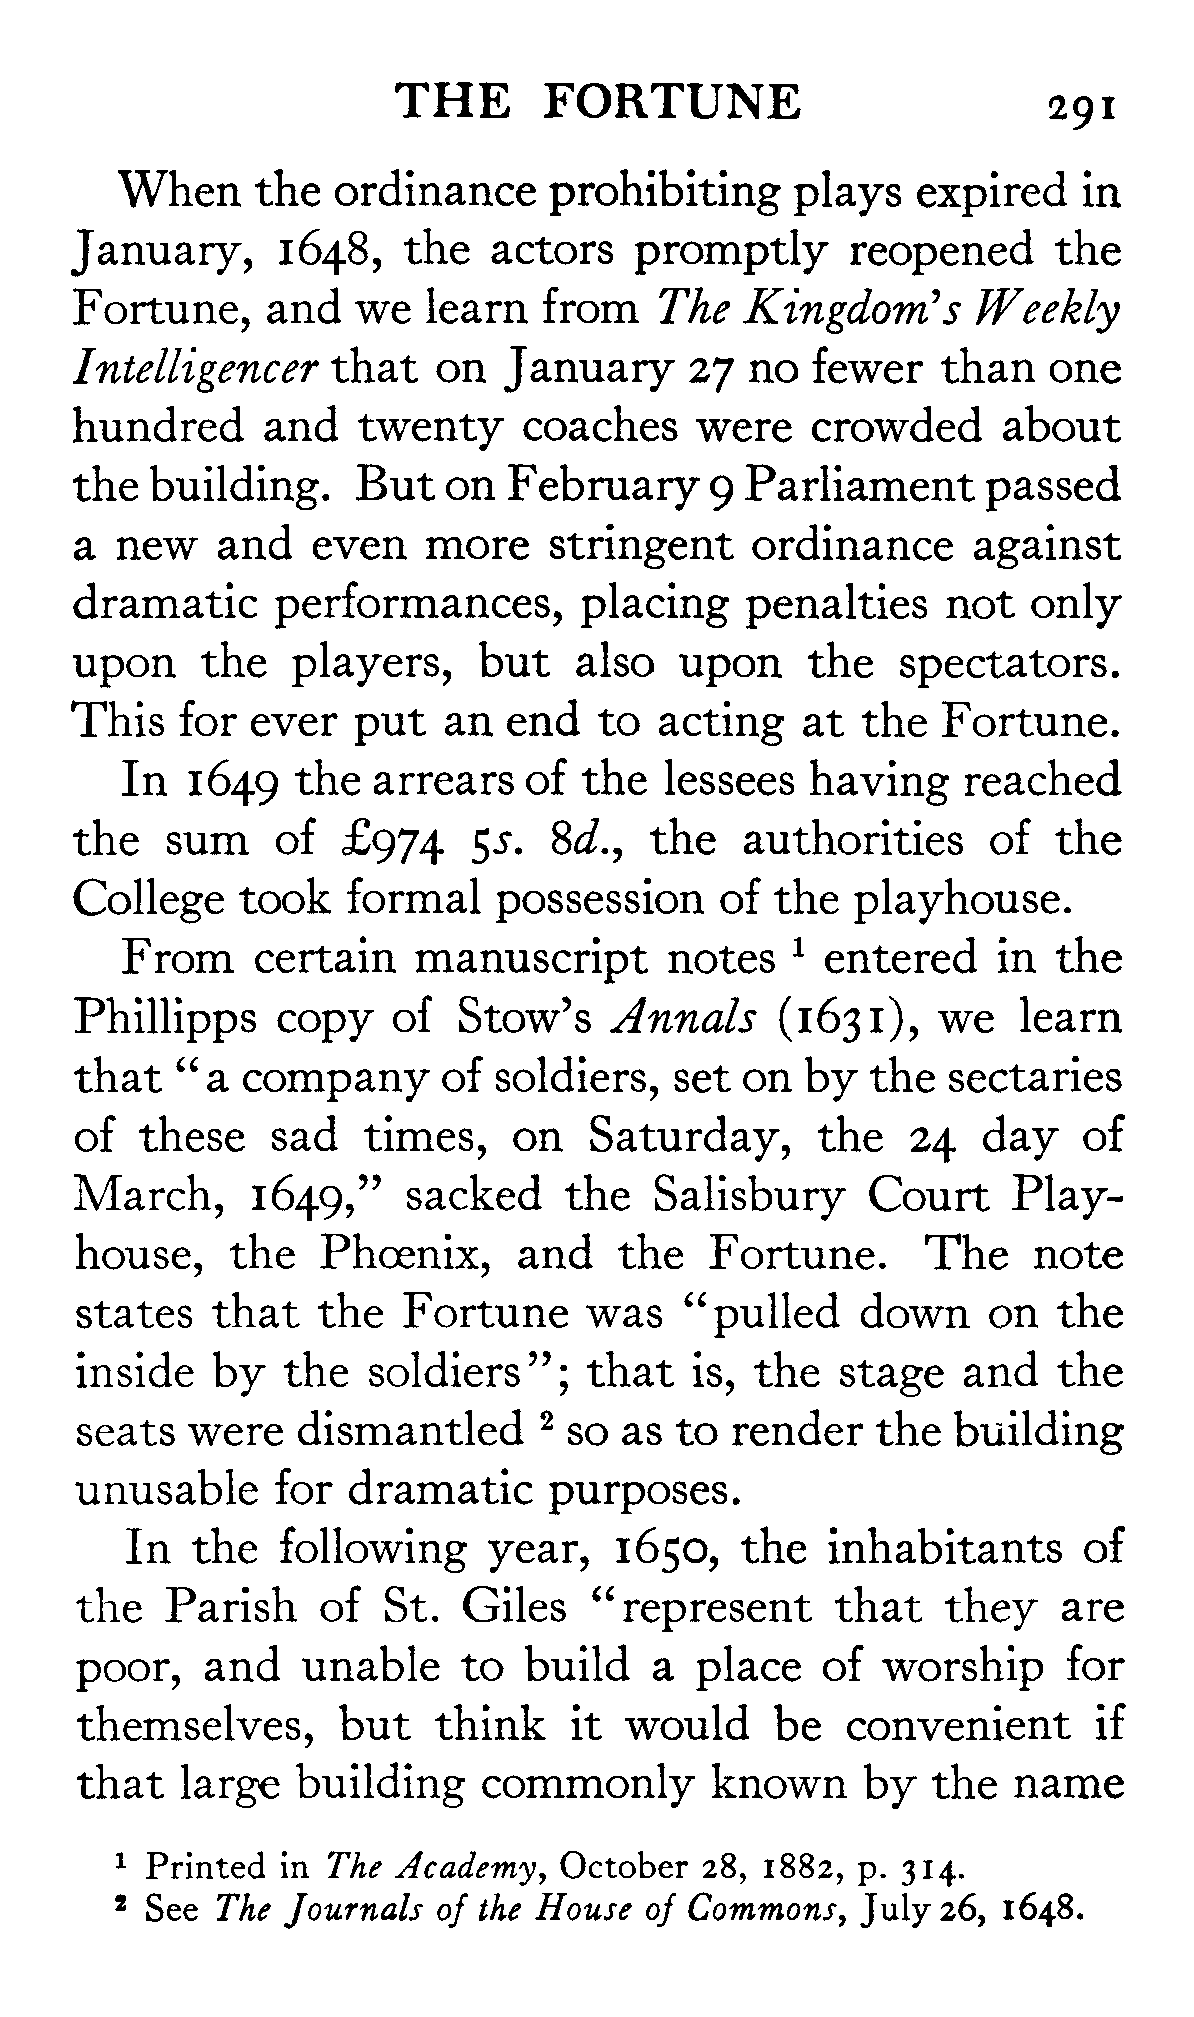 THE FORTUNE 291
When the ordinance prohibiting plays expired in
January, 1648, the actors promptly reopened the
Fortune, and we learn from The Kingdom's Weekly
Intelligencer that on January 27 no fewer than one
hundred and twenty coaches were crowded about
the building. But on February 9 Parliament passed
a new and even more stringent ordinance against
dramatic performances, placing penalties not only
upon the players, but also upon the spectators.
This for ever put an end to acting at the Fortune.
In 1649 the arrears of the lessees having reached
the sum of £974 5s. 8d., the authorities of the
College took formal possession of the playhouse.
From certain manuscript notes ¹ entered in the
Phillipps copy of Stow's Annals (1631), we learn
that "a company of soldiers, set on by the sectaries
of these sad times, on Saturday, the 24 day of
March, 1649," sacked the Salisbury Court Play-
house, the Phœnix, and the Fortune. The note
states that the Fortune was "pulled down on the
inside by the soldiers"; that is, the stage and the
seats were dismantled ² so as to render the building
unusable for dramatic purposes.
In the following year, 1650, the inhabitants of
the Parish of St. Giles "represent that they are
poor, and unable to build a place of worship for
themselves, but think it would be convenient if
that large building commonly known by the name
¹ Printed in The Academy, October 28, 1882, p. 314.
² See The Journals of the House of Commons, July 26, 1648.